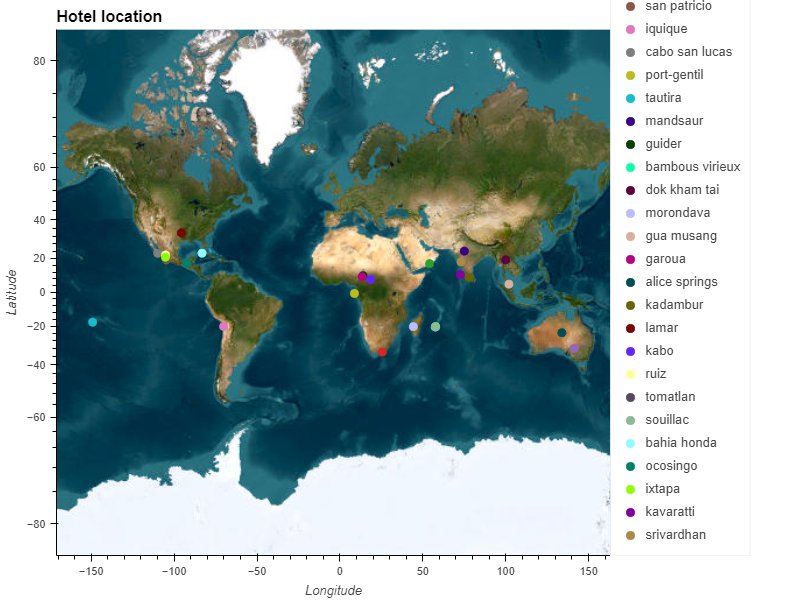 Hotel location
san patricio
iquique
cabo san lucas
port-gentil
tautira
mandsaur
guider
bambous virieux
dok kham tai
morondava
gua musang
garoua
alice springs
kadambur
lamar
kabo
ruiz
tomatlan
souillac
bahia honda
ocosingo
ixtapa
kavaratti
srivardhan
Latitude
80
60
40
20
0
−20
−40
−60
−80
−150
−100
−50
0
50
100
150
Longitude